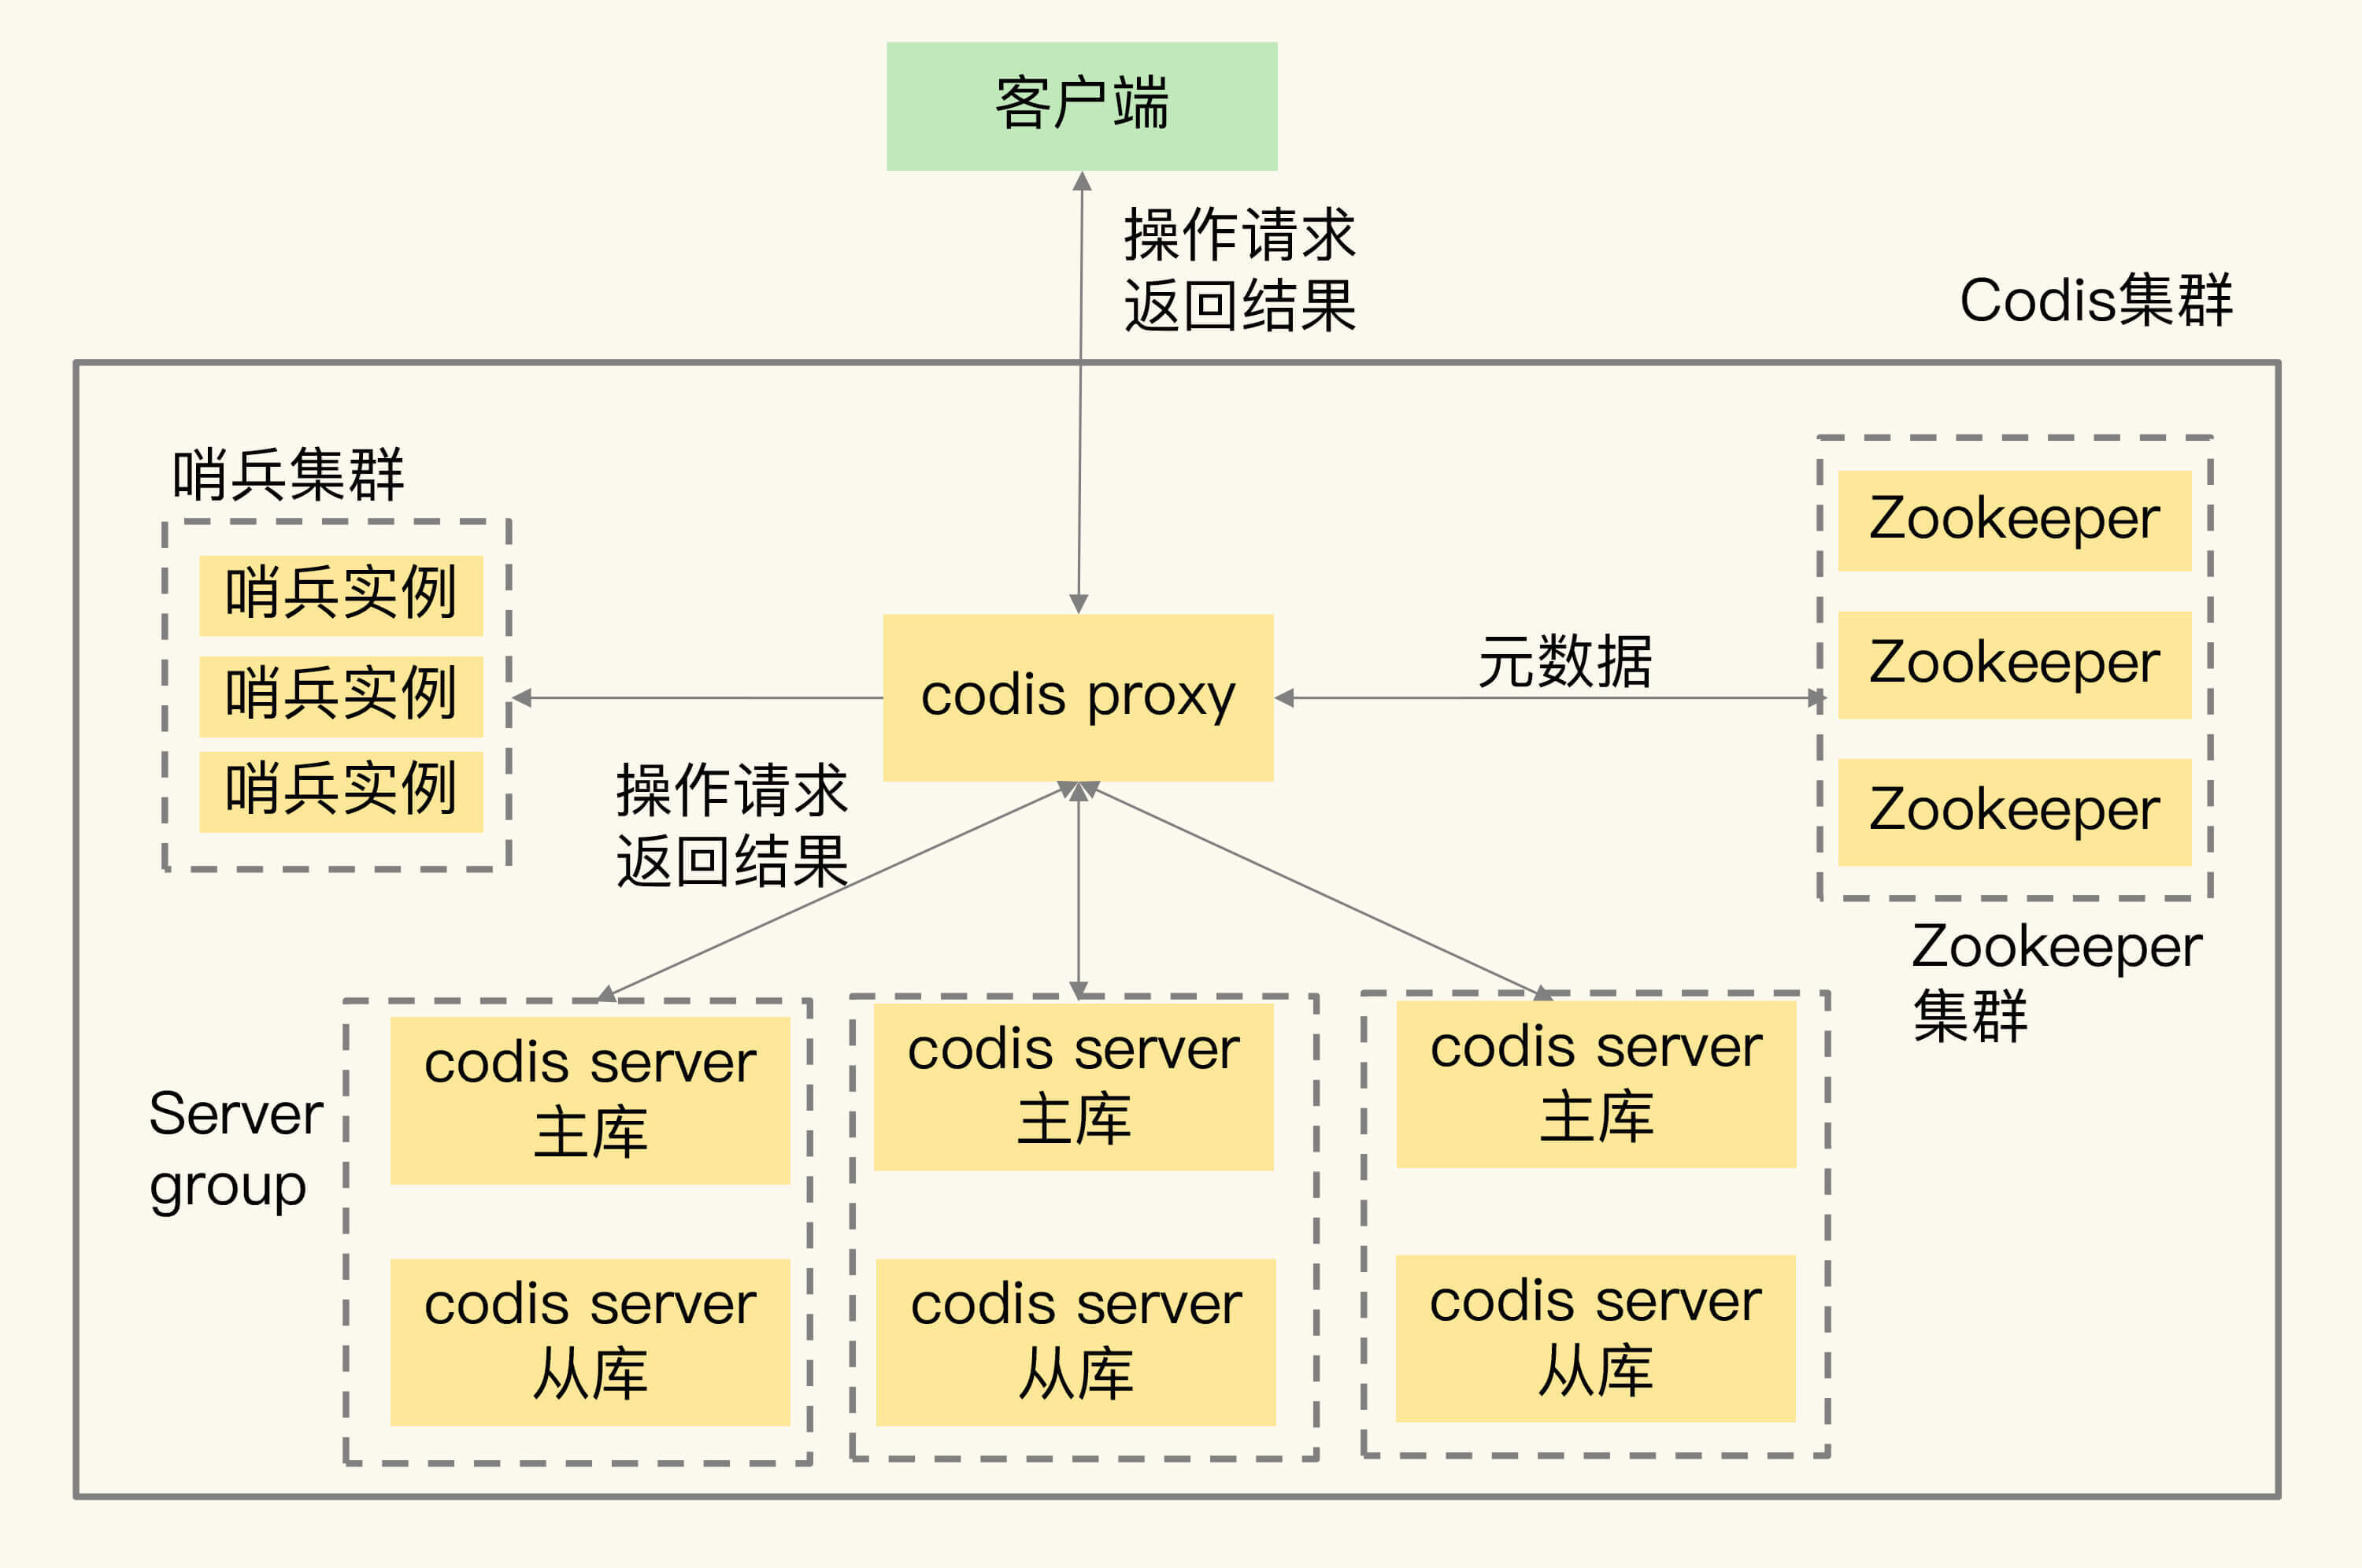 客户端
操作请求
返回结果
Codis集群
哨兵集群
哨兵实例
哨兵实例
哨兵实例
codis proxy
元数据
Zookeeper
Zookeeper
Zookeeper
Zookeeper
集群
操作请求
返回结果
Server
group
codis server
主库
codis server
从库
codis server
主库
codis server
从库
codis server
主库
codis server
从库